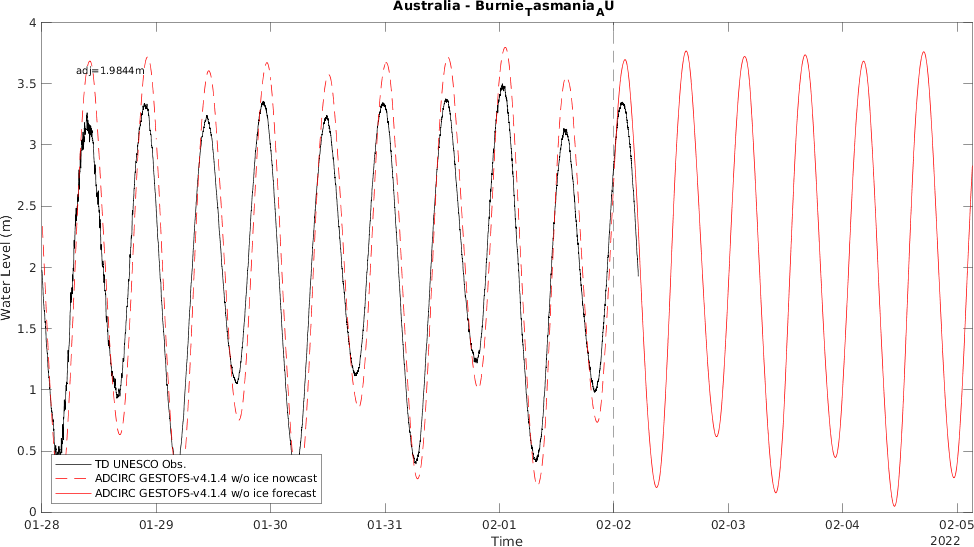 Australia - BurnieTasmaniaAU
4
3.5
3
2.5
2
1.5
1
0.5
0
Water Level (m)
adj=1.9844m
TD UNESCO Obs.
ADCIRC GESTOFS-v4.1.4 w/o ice nowcast
ADCIRC GESTOFS-v4.1.4 w/o ice forecast
01-28 01-29 01-30 01-31 02-01 02-02 02-03 02-04 02-05
Time
2022